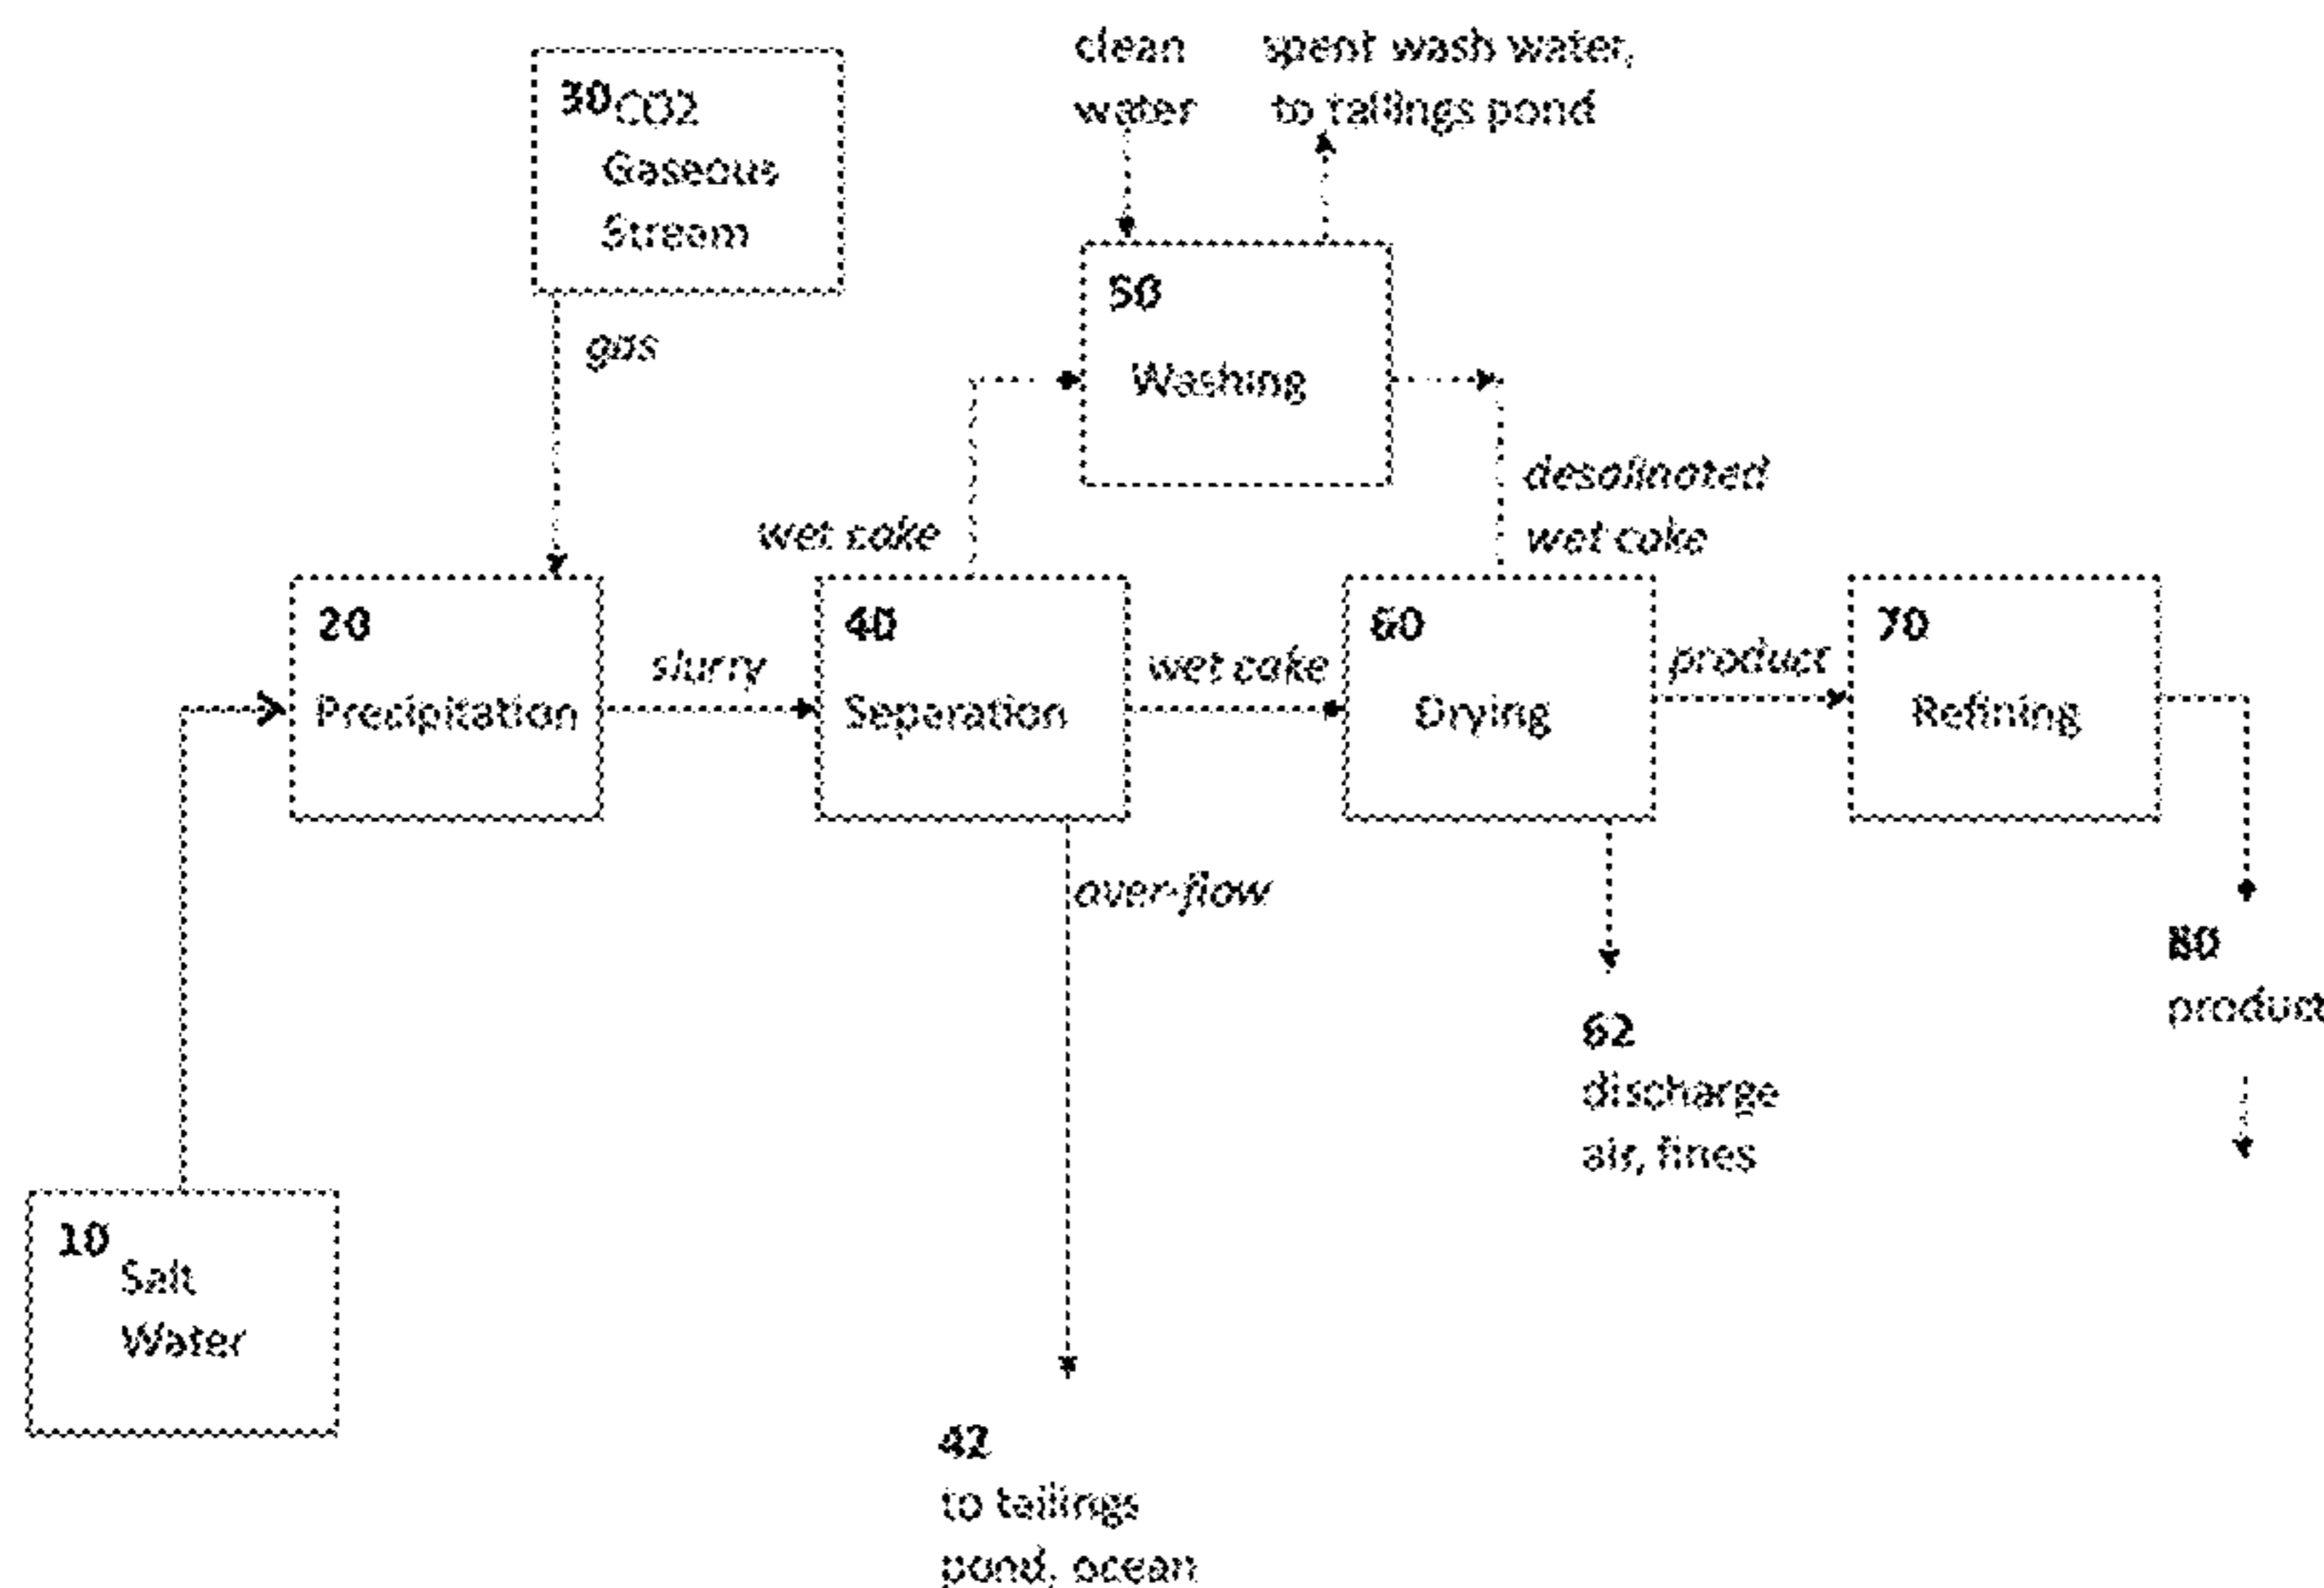 clean
water
spent wash water,
to tailings pond
30 CO2
Gaseous
Stream
gas
50
Washing
wet cake
desalinated
wet cake
20
Precipitation
slurry
40
Separation
wet cake
60
Drying
product
70
Refining
over-flow
80
product
62
discharge
air, fines
10
Salt
Water
42
to tailings
pond, ocean